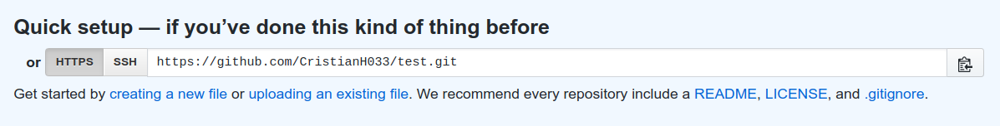 Quick setup — if you’ve done this kind of thing before
or HTTPS SSH https://github.com/CristianH033/test.git
Get started by creating a new file or uploading an existing file. We recommend every repository include a README, LICENSE, and .gitignore.